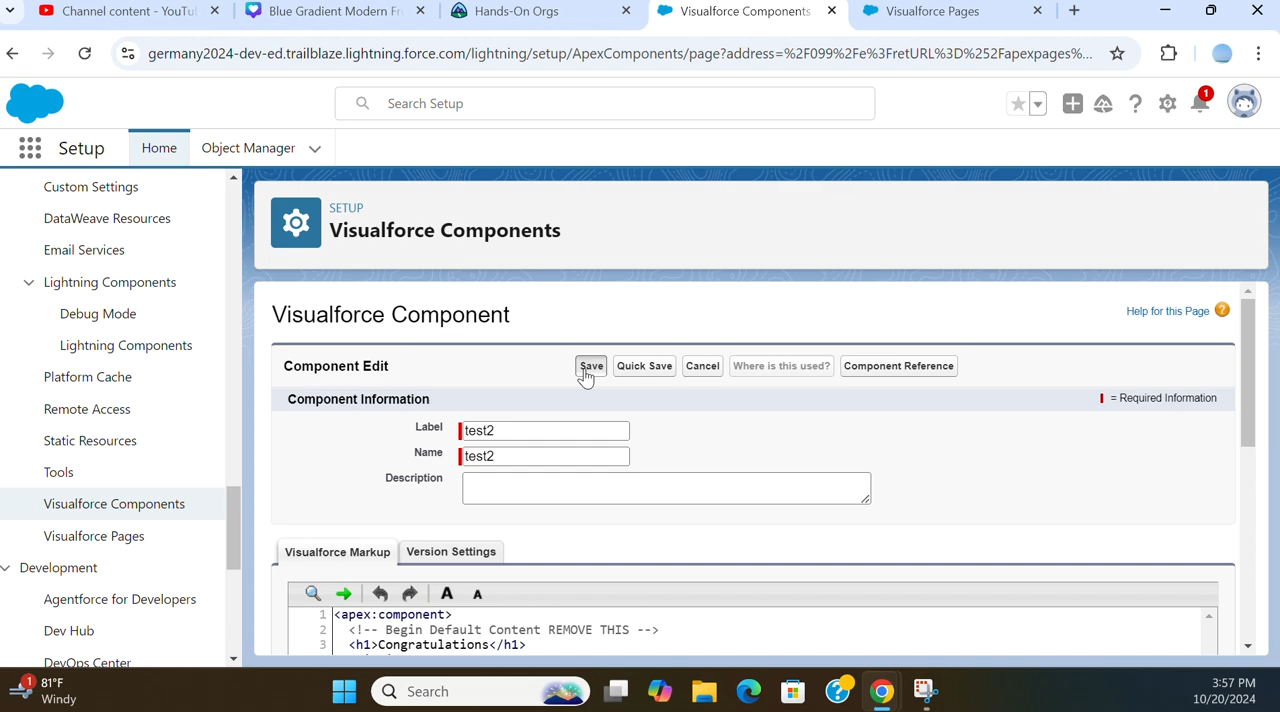 Channel content - YouTu
Blue Gradient Modern Fr
Hands-On Orgs
Visualforce Components
Visualforce Pages
germany2024-dev-ed.trailblaze.lightning.force.com/lightning/setup/ApexComponents/page?address=%2F099%2Fe%3FretURL%3D%252Fapexpages%...
Search Setup
1
Setup
Home
Object Manager
Custom Settings
DataWeave Resources
Email Services
Lightning Components
Debug Mode
Lightning Components
Platform Cache
Remote Access
Static Resources
Tools
Visualforce Components
Visualforce Pages
Development
Agentforce for Developers
Dev Hub
DevOps Center
SETUP
Visualforce Components
Visualforce Component
Help for this Page ?
Component Edit
Save
Quick Save
Cancel
Where is this used?
Component Reference
Component Information
= Required Information
Label
test2
Name
test2
Description
Visualforce Markup
Version Settings
A
A
1 <apex:component>
2 <!-- Begin Default Content REMOVE THIS -->
3 <h1>Congratulations</h1>
1
81°F
Windy
Search
3:57 PM
10/20/2024